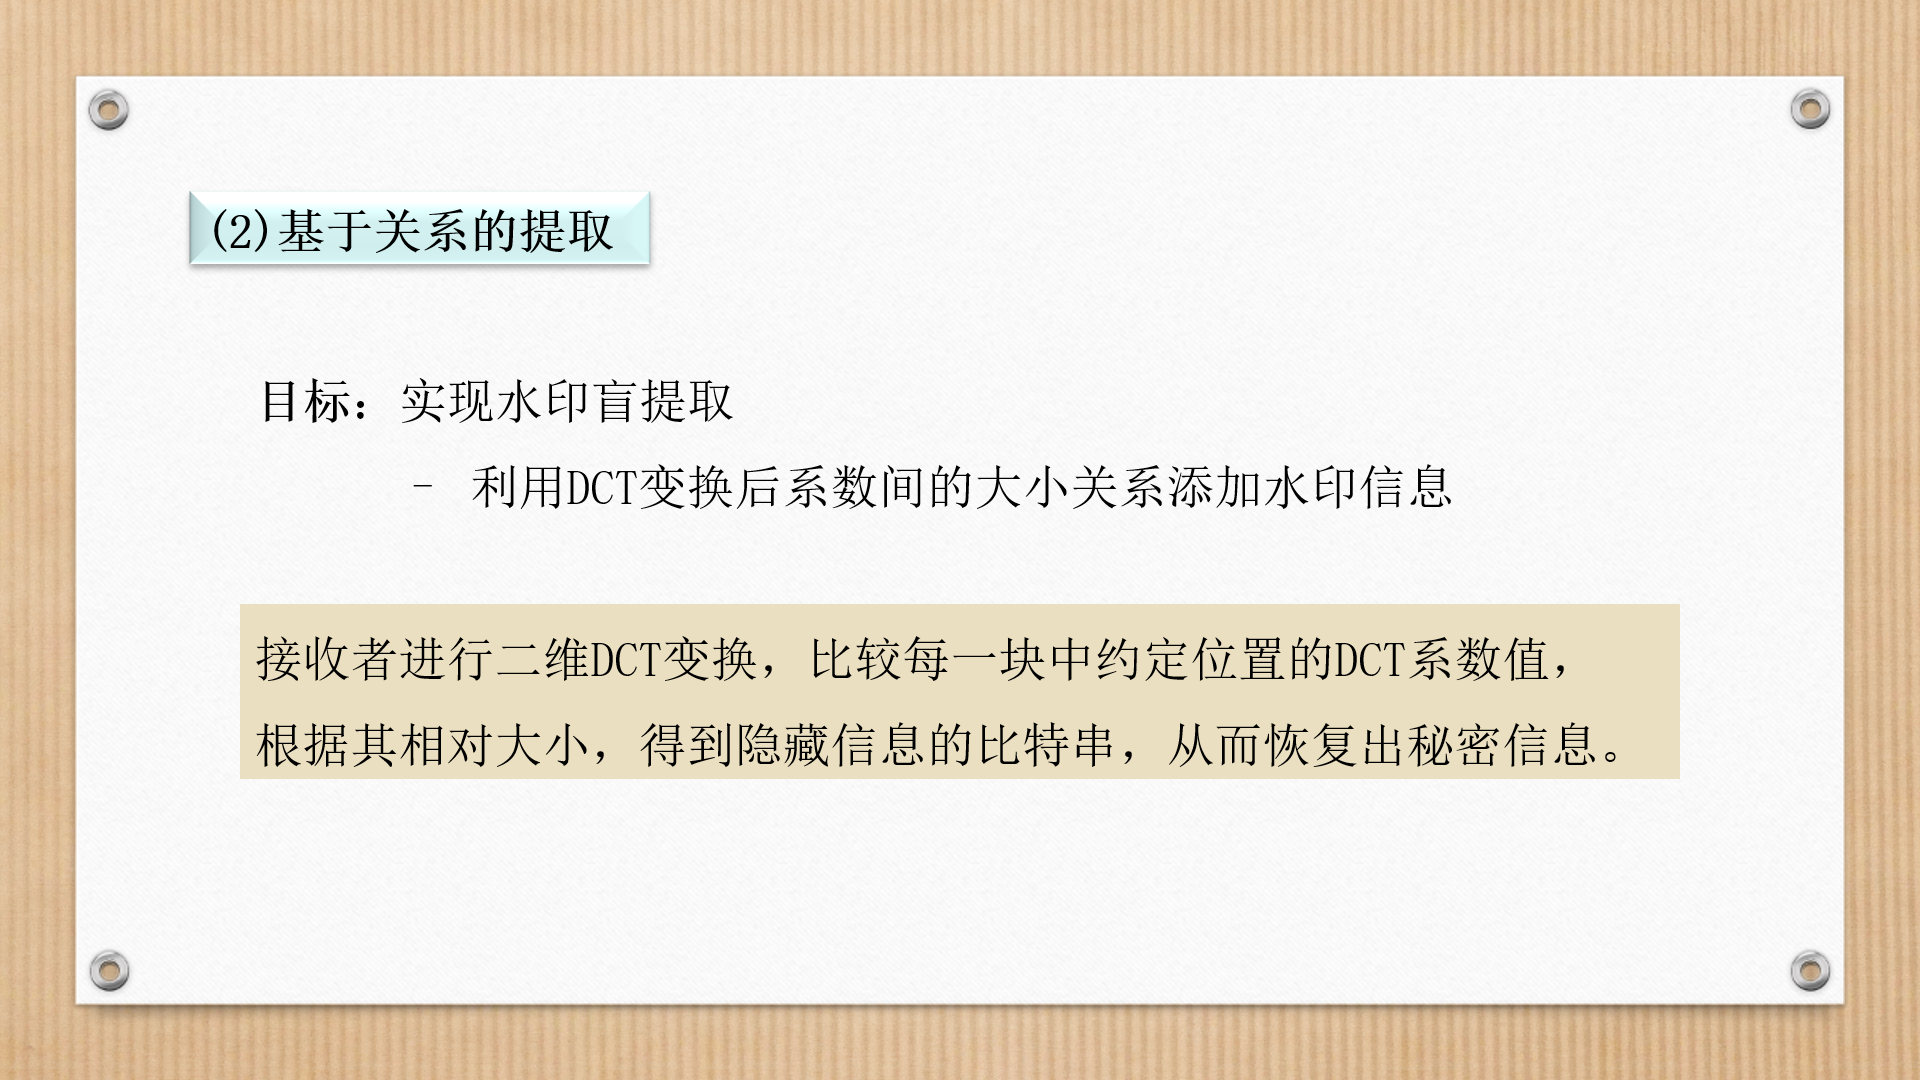 (2)基于关系的提取
目标：实现水印盲提取
- 利用DCT变换后系数间的大小关系添加水印信息
接收者进行二维DCT变换，比较每一块中约定位置的DCT系数值，
根据其相对大小，得到隐藏信息的比特串，从而恢复出秘密信息。